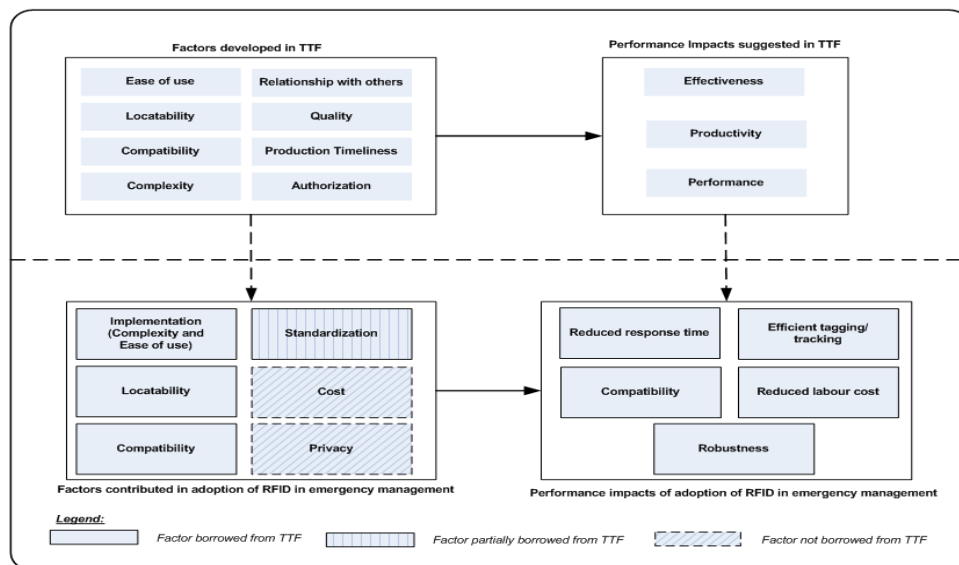 Factors developed in TTF
Performance Impacts suggested in TTF
Ease of use
Relationship with others
Locatability
Quality
Compatibility
Production Timeliness
Complexity
Authorization
Effectiveness
Productivity
Performance
Implementation
(Complexity and
Ease of use)
Standardization
Locatability
Cost
Compatibility
Privacy
Factors contributed in adoption of RFID in emergency management
Reduced response time
Efficient tagging/
tracking
Compatibility
Reduced labour cost
Robustness
Performance impacts of adoption of RFID in emergency management
Legend:
Factor borrowed from TTF
Factor partially borrowed from TTF
Factor not borrowed from TTF